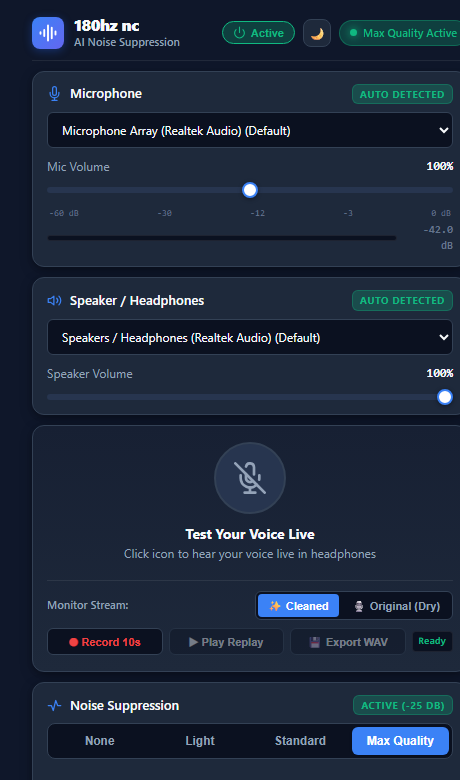 180hz nc
AI Noise Suppression
Active
Max Quality Active
Microphone
AUTO DETECTED
Microphone Array (Realtek Audio) (Default)
Mic Volume
100%
-60 dB -30 -12 -3 0 dB
-42.0
dB
Speaker / Headphones
AUTO DETECTED
Speakers / Headphones (Realtek Audio) (Default)
Speaker Volume
100%
Test Your Voice Live
Click icon to hear your voice live in headphones
Monitor Stream:
Cleaned
Original (Dry)
Record 10s
Play Replay
Export WAV
Ready
Noise Suppression
ACTIVE (-25 DB)
None
Light
Standard
Max Quality